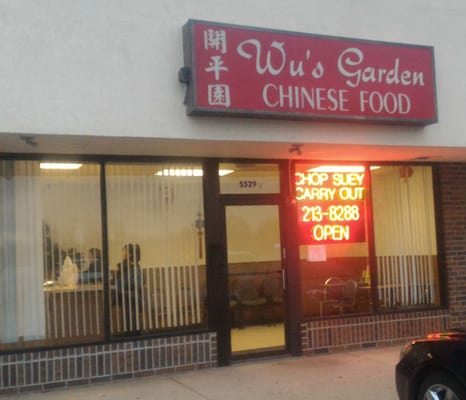 開平園
Wu's Garden
CHINESE FOOD
5529
CHOP SUEY
CARRY OUT
213-8288
OPEN